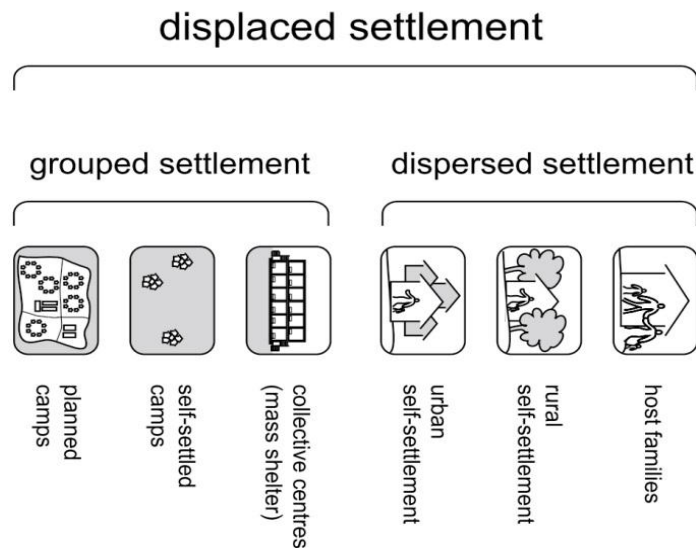 displaced settlement
grouped settlement
dispersed settlement
planned
camps
self-settled
camps
collective centres
(mass shelter)
urban
self-settlement
rural
self-settlement
host families